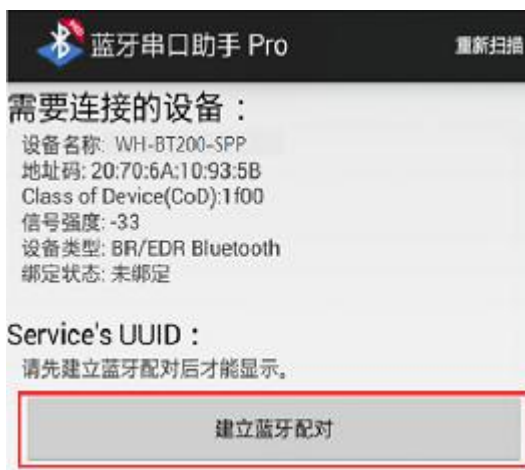 蓝牙串口助手 Pro
重新扫描
需要连接的设备：
设备名称: WH-BT200-SPP
地址码: 20:70:6A:10:93:5B
Class of Device(CoD):1f00
信号强度: -33
设备类型: BR/EDR Bluetooth
绑定状态: 未绑定
Service's UUID：
请先建立蓝牙配对后才能显示。
建立蓝牙配对